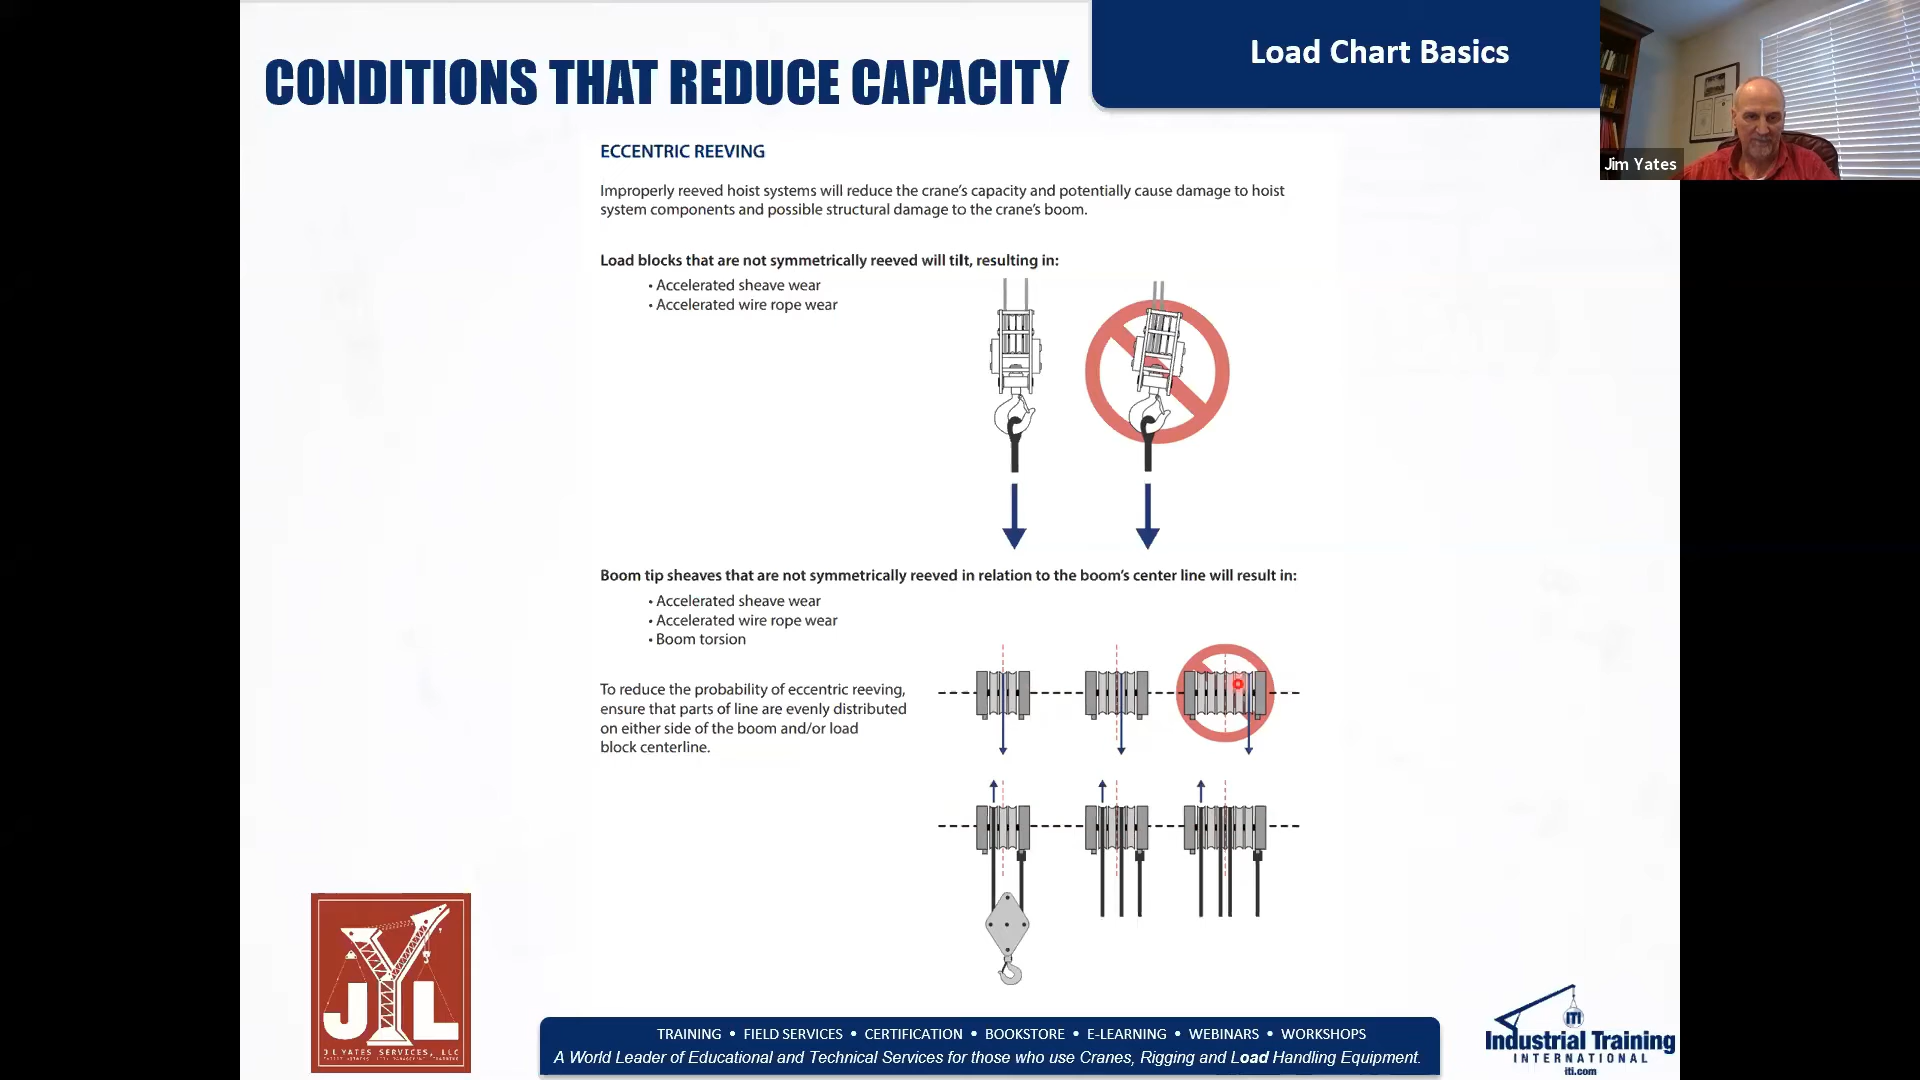 CONDITIONS THAT REDUCE CAPACITY
Load Chart Basics
Jim Yates
ECCENTRIC REEVING
Improperly reeved hoist systems will reduce the crane's capacity and potentially cause damage to hoist
system components and possible structural damage to the crane's boom.
Load blocks that are not symmetrically reeved will tilt, resulting in:
• Accelerated sheave wear
• Accelerated wire rope wear
Boom tip sheaves that are not symmetrically reeved in relation to the boom's center line will result in:
• Accelerated sheave wear
• Accelerated wire rope wear
• Boom torsion
To reduce the probability of eccentric reeving,
ensure that parts of line are evenly distributed
on either side of the boom and/or load
block centerline.
JYL
J L YATES SERVICES, LLC
TRAINING • FIELD SERVICES • CERTIFICATION • BOOKSTORE • E-LEARNING • WEBINARS • WORKSHOPS
A World Leader of Educational and Technical Services for those who use Cranes, Rigging and Load Handling Equipment.
ITI
Industrial Training
INTERNATIONAL
iti.com